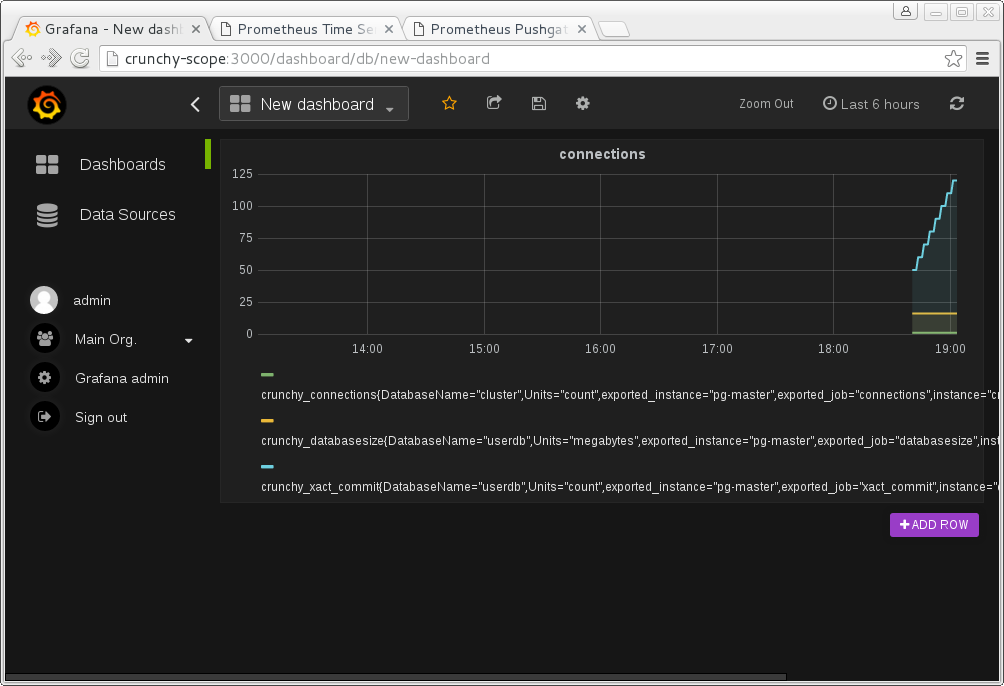 Grafana - New dash
Prometheus Time Se
Prometheus Pushgat
crunchy-scope:3000/dashboard/db/new-dashboard
New dashboard
Zoom Out
Last 6 hours
Dashboards
Data Sources
admin
Main Org.
Grafana admin
Sign out
connections
125
100
75
50
25
0
14:00 15:00 16:00 17:00 18:00 19:00
crunchy_connections{DatabaseName="cluster",Units="count",exported_instance="pg-master",exported_job="connections",instance="cr
crunchy_databasesize{DatabaseName="userdb",Units="megabytes",exported_instance="pg-master",exported_job="databasesize",inst
crunchy_xact_commit{DatabaseName="userdb",Units="count",exported_instance="pg-master",exported_job="xact_commit",instance="c
+ADD ROW